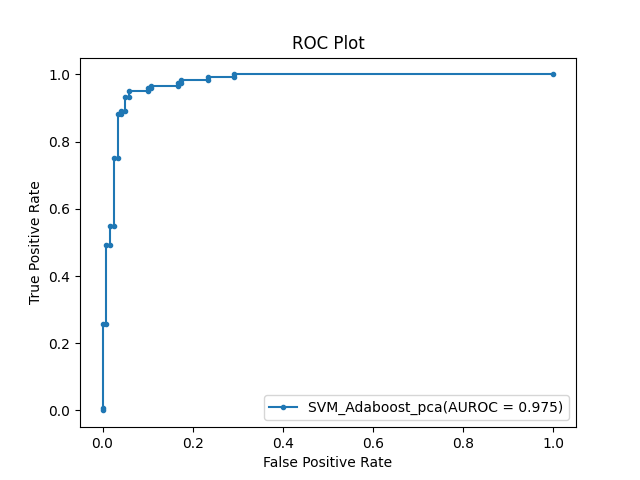 ROC Plot
1.0
0.8
0.6
0.4
0.2
0.0
True Positive Rate
SVM_Adaboost_pca(AUROC = 0.975)
0.0 0.2 0.4 0.6 0.8 1.0
False Positive Rate